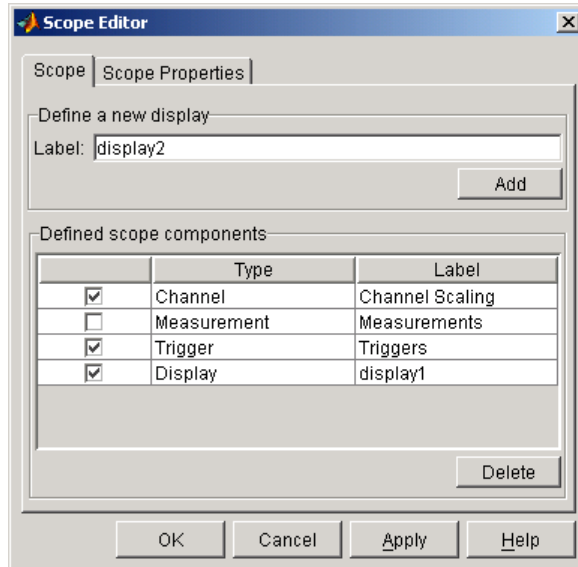 Scope Editor
Scope Scope Properties
Define a new display
Label: display2
Add
Defined scope components
Type Label
Channel Channel Scaling
Measurement Measurements
Trigger Triggers
Display display1
Delete
OK Cancel Apply Help